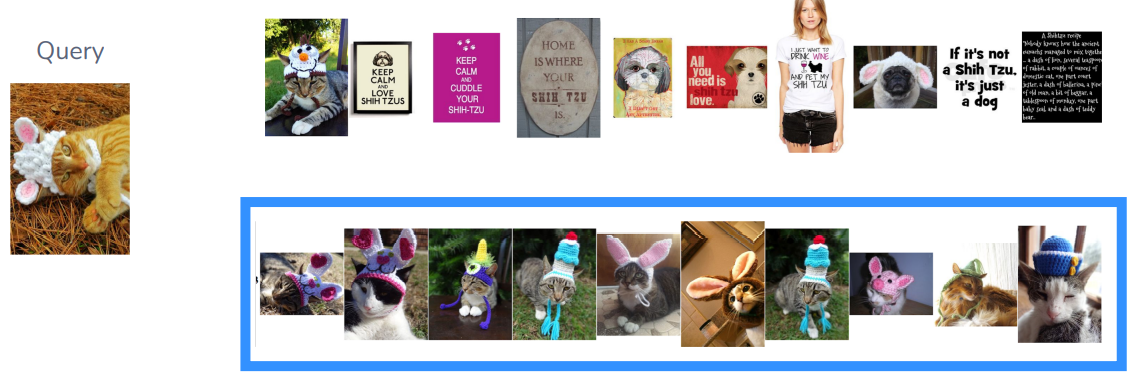 Query
KEEP
CALM
AND
LOVE
SHIH TZUS
KEEP
CALM
AND
CUDDLE
YOUR
SHIH-TZU
HOME
IS WHERE
YOUR
SHIH TZU
IS.
All
you
need is
shih tzu
love.
I JUST WANT TO
DRINK WINE
AND PET MY
SHIH TZU
If it's not
a Shih Tzu,
it's just
a dog
A Shihtzu recipe
"Nobody knows how the ancient
eunuchs managed to mix together
... a dash of lion, several teaspoons
of rabbit, a couple of ounces of
domestic cat, one part court
jester, a dash of ballerina, a pinch
of old man, a bit of beggar, a
tablespoon of monkey, one part
baby seal, and a dash of teddy
bear.